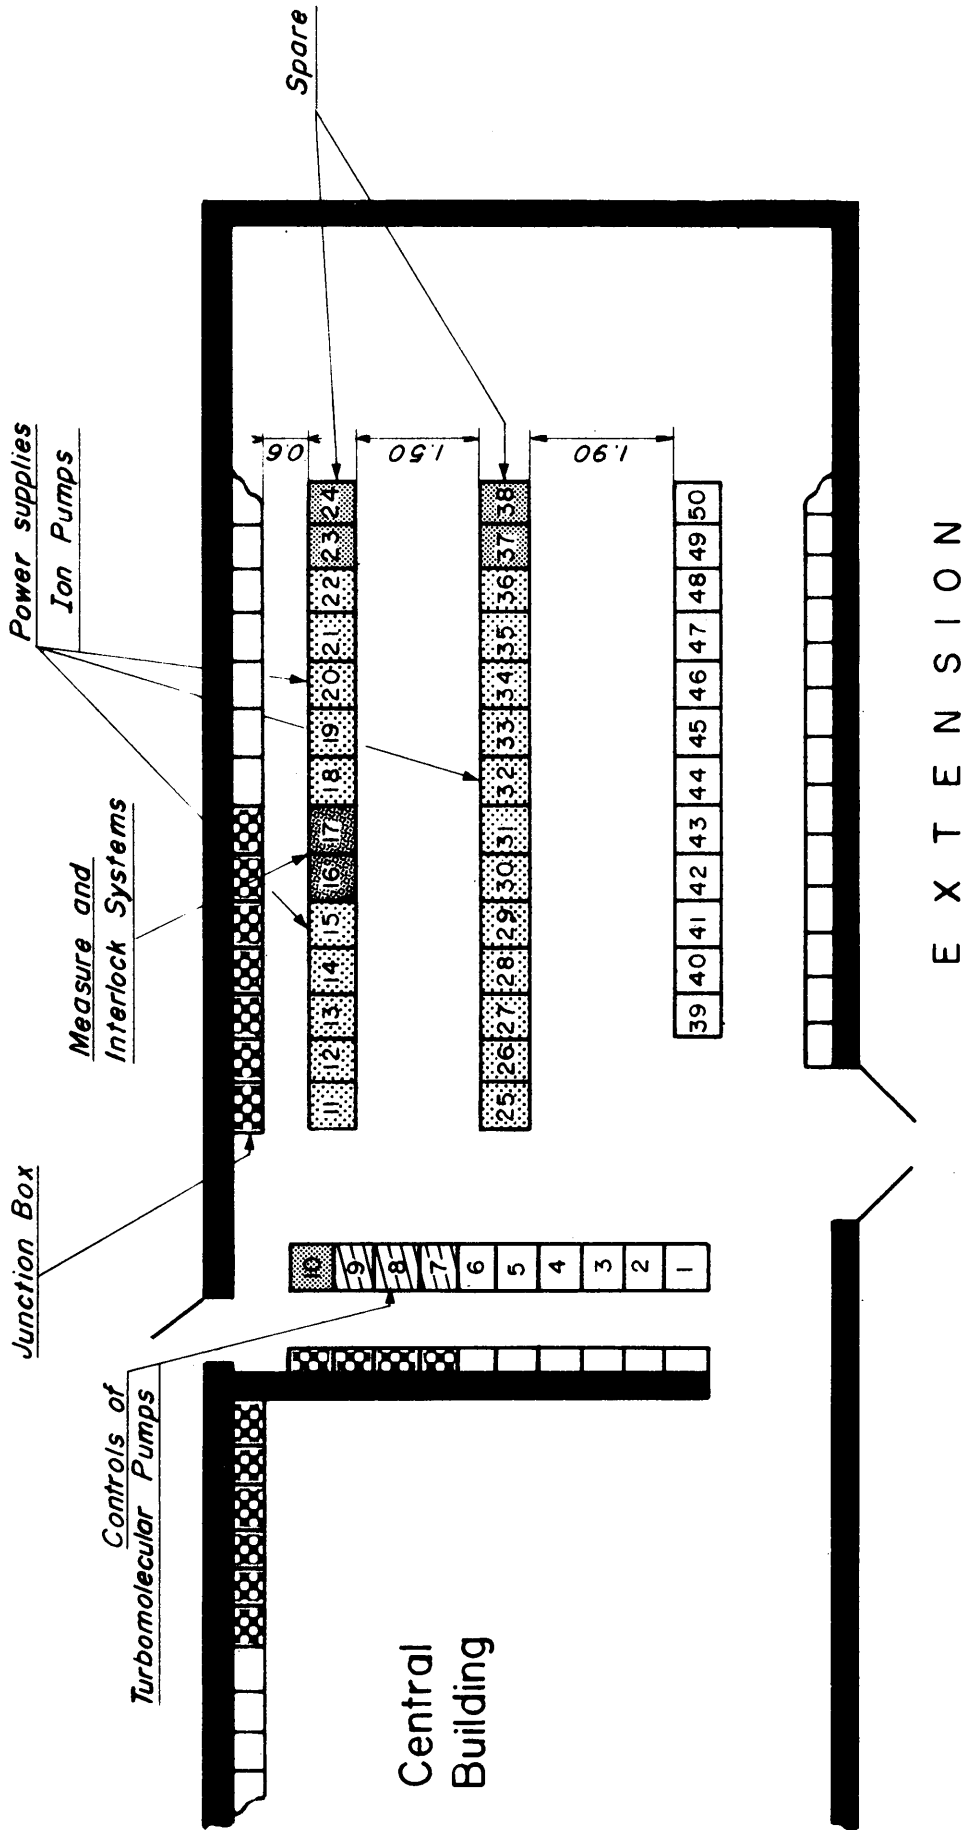 Spare
Power supplies
Ion Pumps
Measure and
Interlock Systems
Junction Box
Controls of
Turbomolecular Pumps
06
1.50
1.90
11 12 13 14 15 16 17 18 19 20 21 22 23 24
25 26 27 28 29 30 31 32 33 34 35 36 37 38
39 40 41 42 43 44 45 46 47 48 49 50
10
9
8
7
6
5
4
3
2
1
Central
Building
EXTENSION